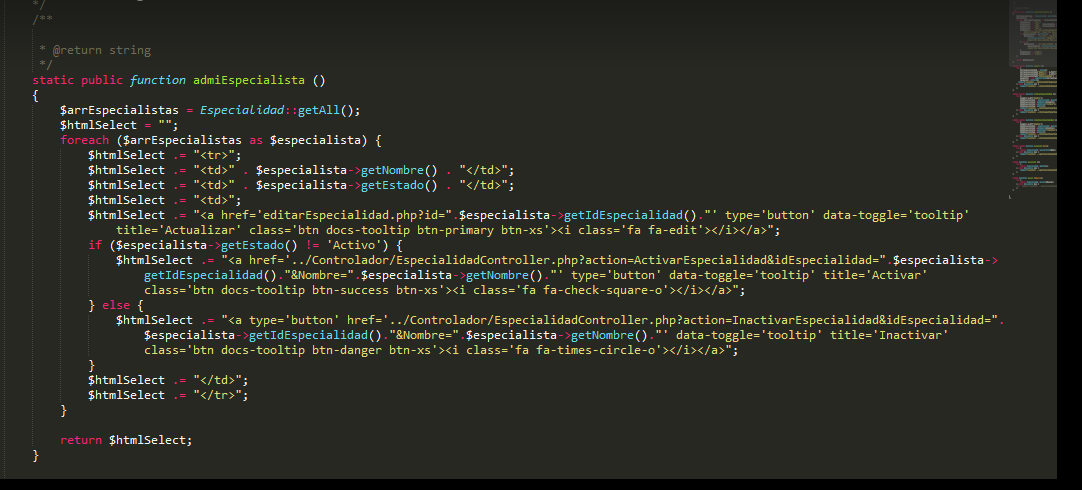 */
/**
* @return string
*/
static public function admiEspecialista ()
{
$arrEspecialistas = Especialidad::getAll();
$htmlSelect = "";
foreach ($arrEspecialistas as $especialista) {
$htmlSelect .= "<tr>";
$htmlSelect .= "<td>" . $especialista->getNombre() . "</td>";
$htmlSelect .= "<td>" . $especialista->getEstado() . "</td>";
$htmlSelect .= "<td>";
$htmlSelect .= "<a href='editarEspecialidad.php?id=".$especialista->getIdEspecialidad()."' type='button' data-toggle='tooltip'
title='Actualizar' class='btn docs-tooltip btn-primary btn-xs'><i class='fa fa-edit'></i></a>";
if ($especialista->getEstado() != 'Activo') {
$htmlSelect .= "<a href='../Controlador/EspecialidadController.php?action=ActivarEspecialidad&idEspecialidad=".$especialista->
getIdEspecialidad()."&Nombre=".$especialista->getNombre()."' type='button' data-toggle='tooltip' title='Activar'
class='btn docs-tooltip btn-success btn-xs'><i class='fa fa-check-square-o'></i></a>";
} else {
$htmlSelect .= "<a type='button' href='../Controlador/EspecialidadController.php?action=InactivarEspecialidad&idEspecialidad=".
$especialista->getIdEspecialidad()."&Nombre=".$especialista->getNombre()."' data-toggle='tooltip' title='Inactivar'
class='btn docs-tooltip btn-danger btn-xs'><i class='fa fa-times-circle-o'></i></a>";
}
$htmlSelect .= "</td>";
$htmlSelect .= "</tr>";
}
return $htmlSelect;
}